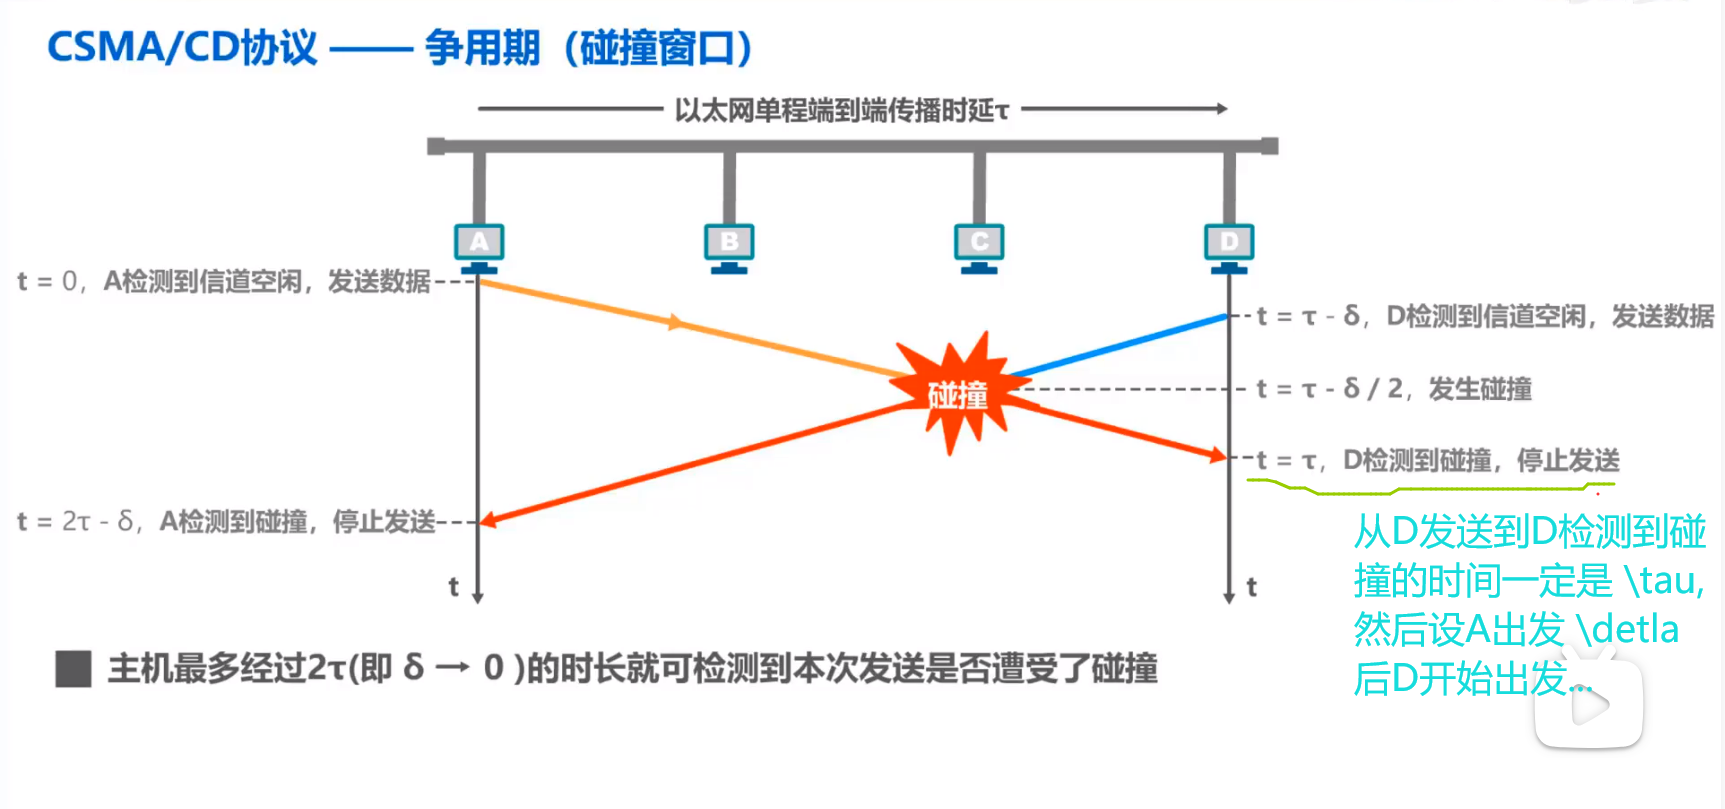 CSMA/CD协议 —— 争用期（碰撞窗口）
以太网单程端到端传播时延τ
A
B
C
D
t = 0，A检测到信道空闲，发送数据
t = τ - δ，D检测到信道空闲，发送数据
碰撞
t = τ - δ / 2，发生碰撞
t = τ，D检测到碰撞，停止发送
t = 2τ - δ，A检测到碰撞，停止发送
t
t
从D发送到D检测到碰
撞的时间一定是 \tau,
然后设A出发 \detla
后D开始出发...
主机最多经过2τ(即 δ → 0 )的时长就可检测到本次发送是否遭受了碰撞